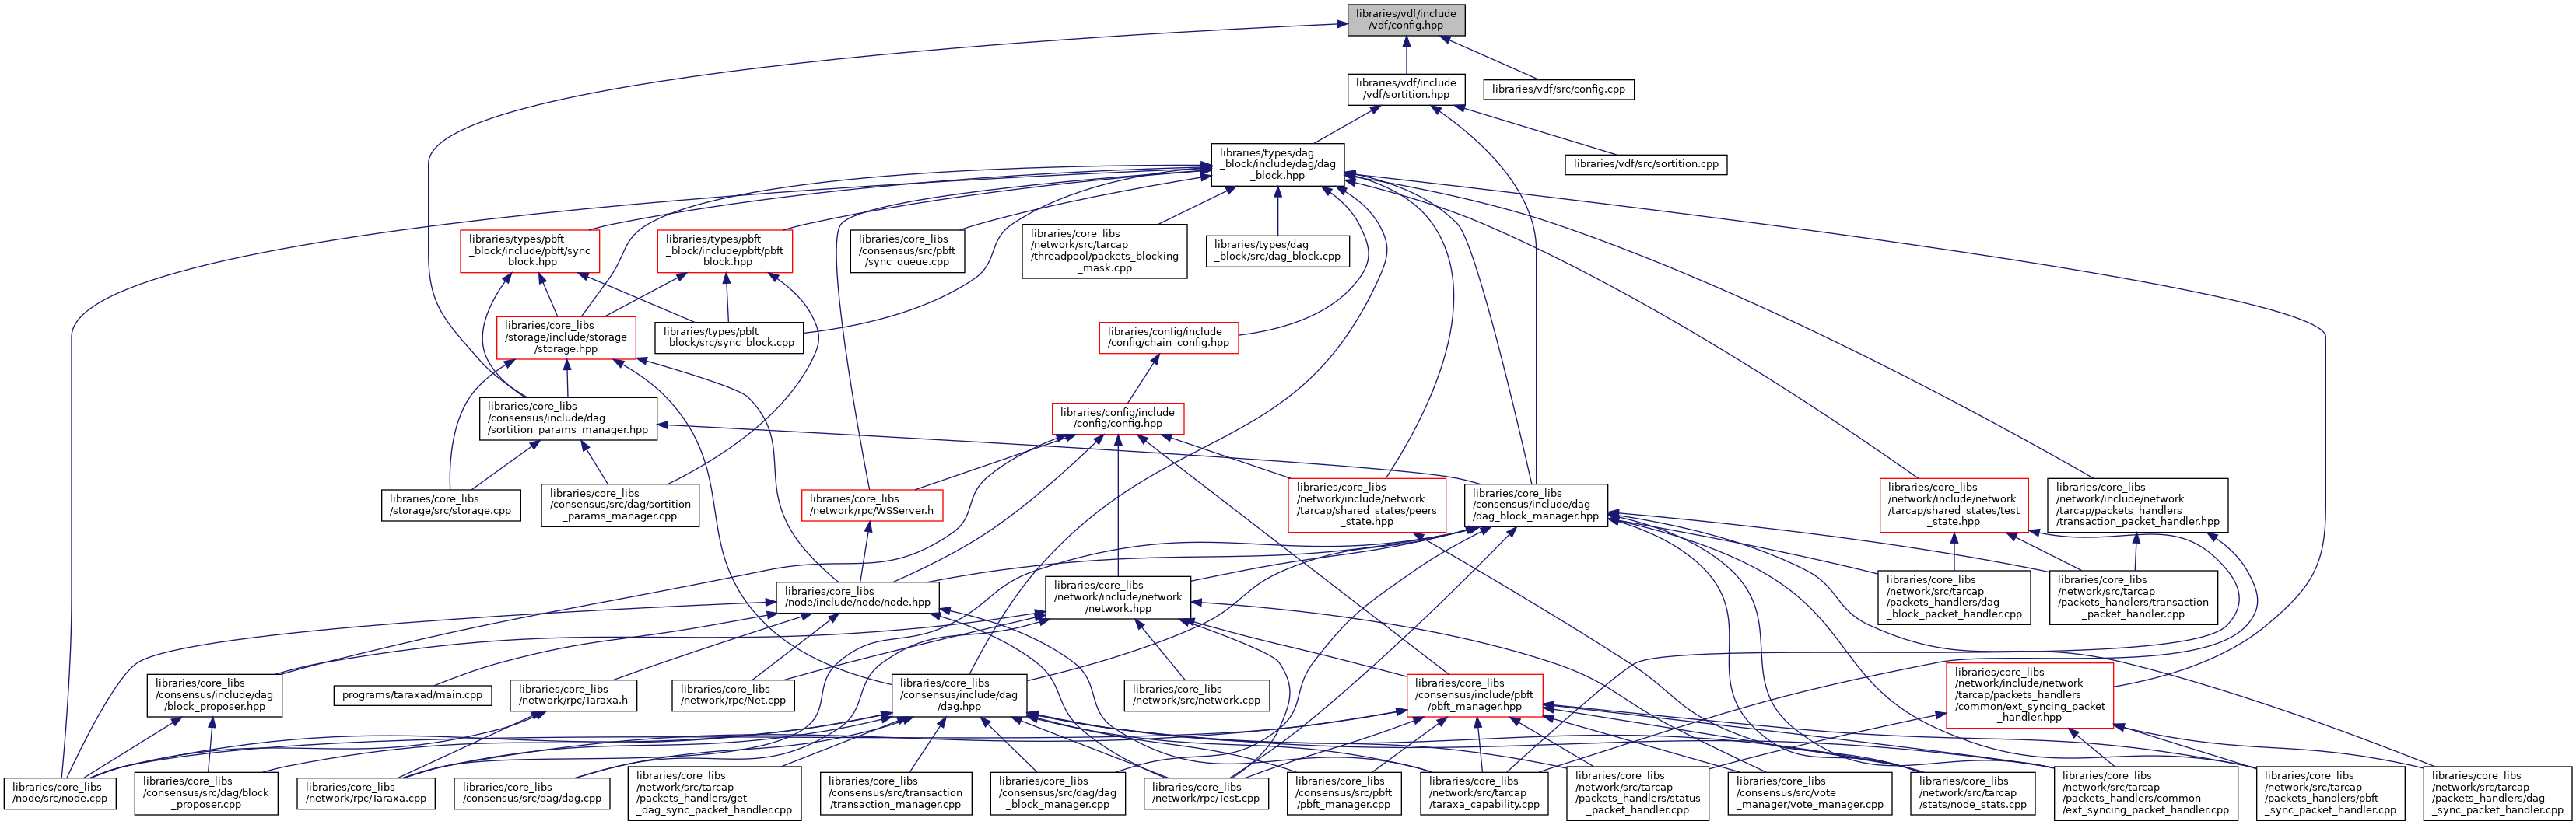 libraries/vdf/include
/vdf/config.hpp
libraries/vdf/include
/vdf/sortition.hpp
libraries/vdf/src/config.cpp
libraries/types/dag
_block/include/dag/dag
_block.hpp
libraries/vdf/src/sortition.cpp
libraries/types/pbft
_block/include/pbft/sync
_block.hpp
libraries/types/pbft
_block/include/pbft/pbft
_block.hpp
libraries/core_libs
/consensus/src/pbft
/sync_queue.cpp
libraries/core_libs
/network/src/tarcap
/threadpool/packets_blocking
_mask.cpp
libraries/types/dag
_block/src/dag_block.cpp
libraries/core_libs
/storage/include/storage
/storage.hpp
libraries/types/pbft
_block/src/sync_block.cpp
libraries/config/include
/config/chain_config.hpp
libraries/core_libs
/consensus/include/dag
/sortition_params_manager.hpp
libraries/config/include
/config/config.hpp
libraries/core_libs
/storage/src/storage.cpp
libraries/core_libs
/consensus/src/dag/sortition
_params_manager.cpp
libraries/core_libs
/network/rpc/WSServer.h
libraries/core_libs
/network/include/network
/tarcap/shared_states/peers
_state.hpp
libraries/core_libs
/consensus/include/dag
/dag_block_manager.hpp
libraries/core_libs
/network/include/network
/tarcap/shared_states/test
_state.hpp
libraries/core_libs
/network/include/network
/tarcap/packets_handlers
/transaction_packet_handler.hpp
libraries/core_libs
/node/include/node/node.hpp
libraries/core_libs
/network/include/network
/network.hpp
libraries/core_libs
/network/src/tarcap
/packets_handlers/dag
_block_packet_handler.cpp
libraries/core_libs
/network/src/tarcap
/packets_handlers/transaction
_packet_handler.cpp
libraries/core_libs
/consensus/include/dag
/block_proposer.hpp
programs/taraxad/main.cpp
libraries/core_libs
/network/rpc/Taraxa.h
libraries/core_libs
/network/rpc/Net.cpp
libraries/core_libs
/consensus/include/dag
/dag.hpp
libraries/core_libs
/network/src/network.cpp
libraries/core_libs
/consensus/include/pbft
/pbft_manager.hpp
libraries/core_libs
/network/include/network
/tarcap/packets_handlers
/common/ext_syncing_packet
_handler.hpp
libraries/core_libs
/node/src/node.cpp
libraries/core_libs
/consensus/src/dag/block
_proposer.cpp
libraries/core_libs
/network/rpc/Taraxa.cpp
libraries/core_libs
/consensus/src/dag/dag.cpp
libraries/core_libs
/network/src/tarcap
/packets_handlers/get
_dag_sync_packet_handler.cpp
libraries/core_libs
/consensus/src/transaction
/transaction_manager.cpp
libraries/core_libs
/consensus/src/dag/dag
_block_manager.cpp
libraries/core_libs
/network/rpc/Test.cpp
libraries/core_libs
/consensus/src/pbft
/pbft_manager.cpp
libraries/core_libs
/network/src/tarcap
/taraxa_capability.cpp
libraries/core_libs
/network/src/tarcap
/packets_handlers/status
_packet_handler.cpp
libraries/core_libs
/consensus/src/vote
_manager/vote_manager.cpp
libraries/core_libs
/network/src/tarcap
/stats/node_stats.cpp
libraries/core_libs
/network/src/tarcap
/packets_handlers/common
/ext_syncing_packet_handler.cpp
libraries/core_libs
/network/src/tarcap
/packets_handlers/pbft
_sync_packet_handler.cpp
libraries/core_libs
/network/src/tarcap
/packets_handlers/dag
_sync_packet_handler.cpp